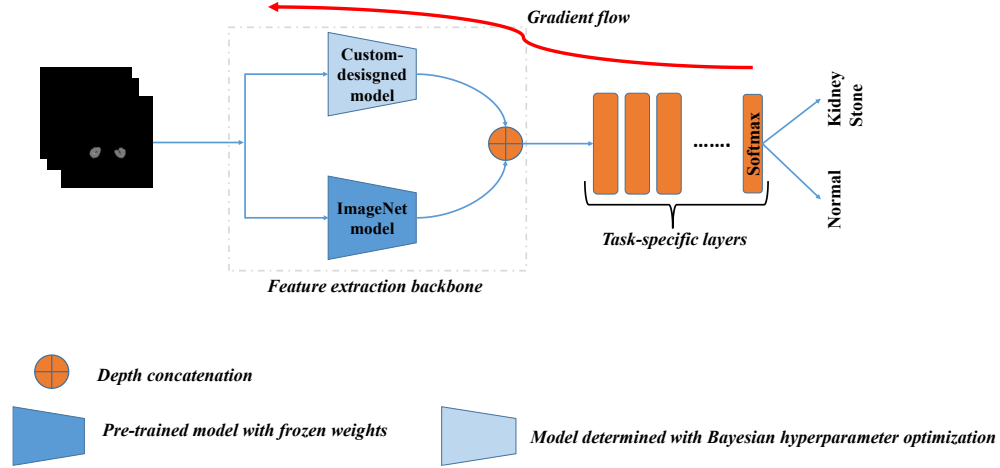 Gradient flow
Custom-
desisgned
model
ImageNet
model
Feature extraction backbone
.......
Softmax
Task-specific layers
Kidney
Stone
Normal
Depth concatenation
Pre-trained model with frozen weights
Model determined with Bayesian hyperparameter optimization